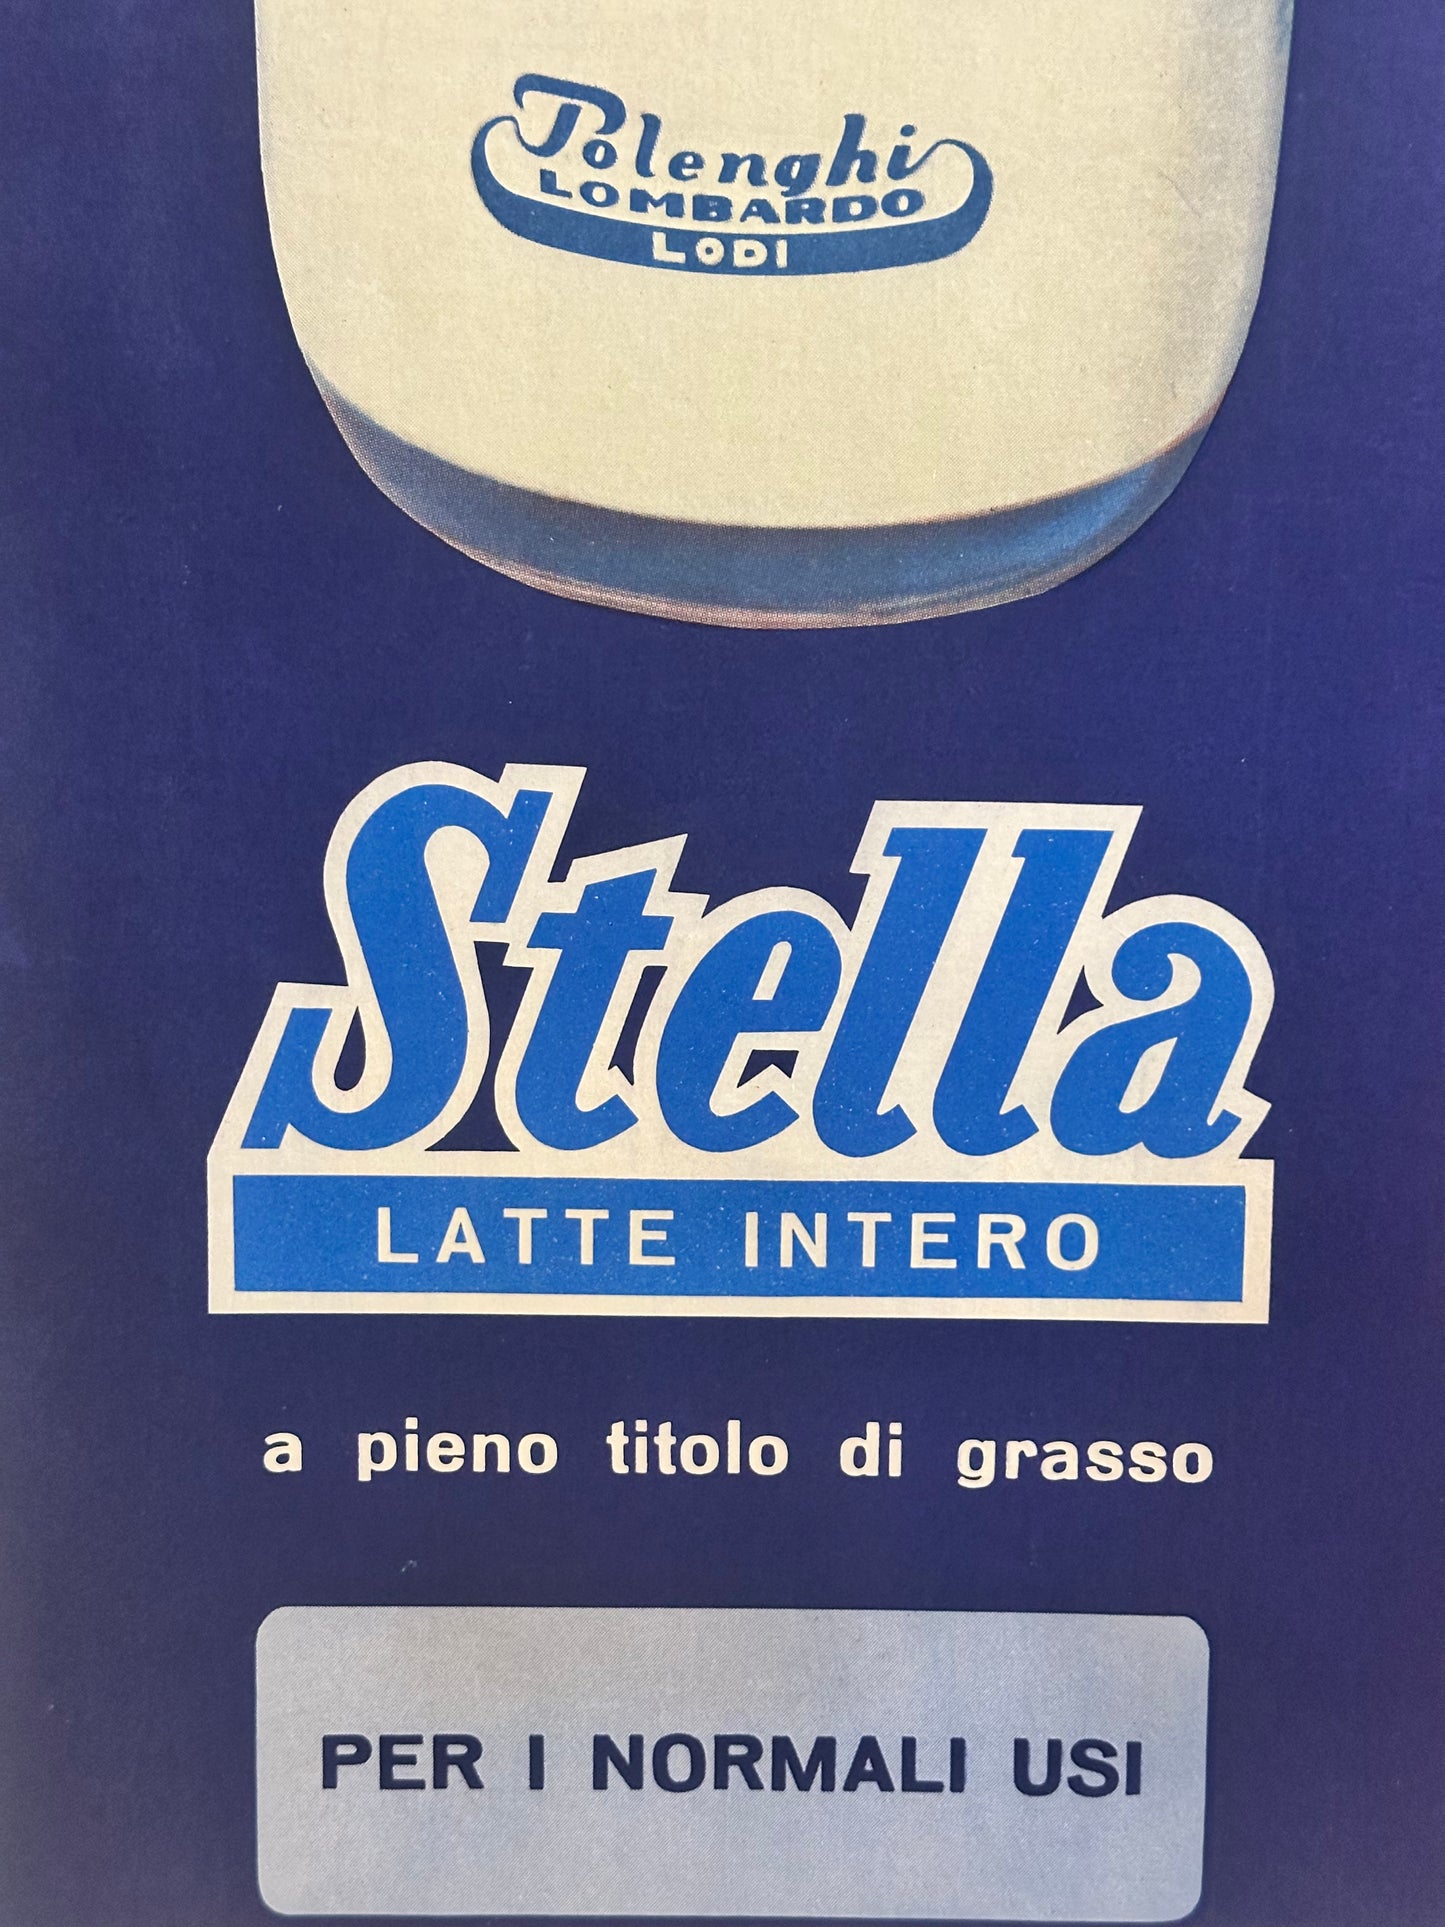 Polenghi
LOMBARDO
LODI
Stella
LATTE INTERO
a pieno titolo di grasso
PER I NORMALI USI